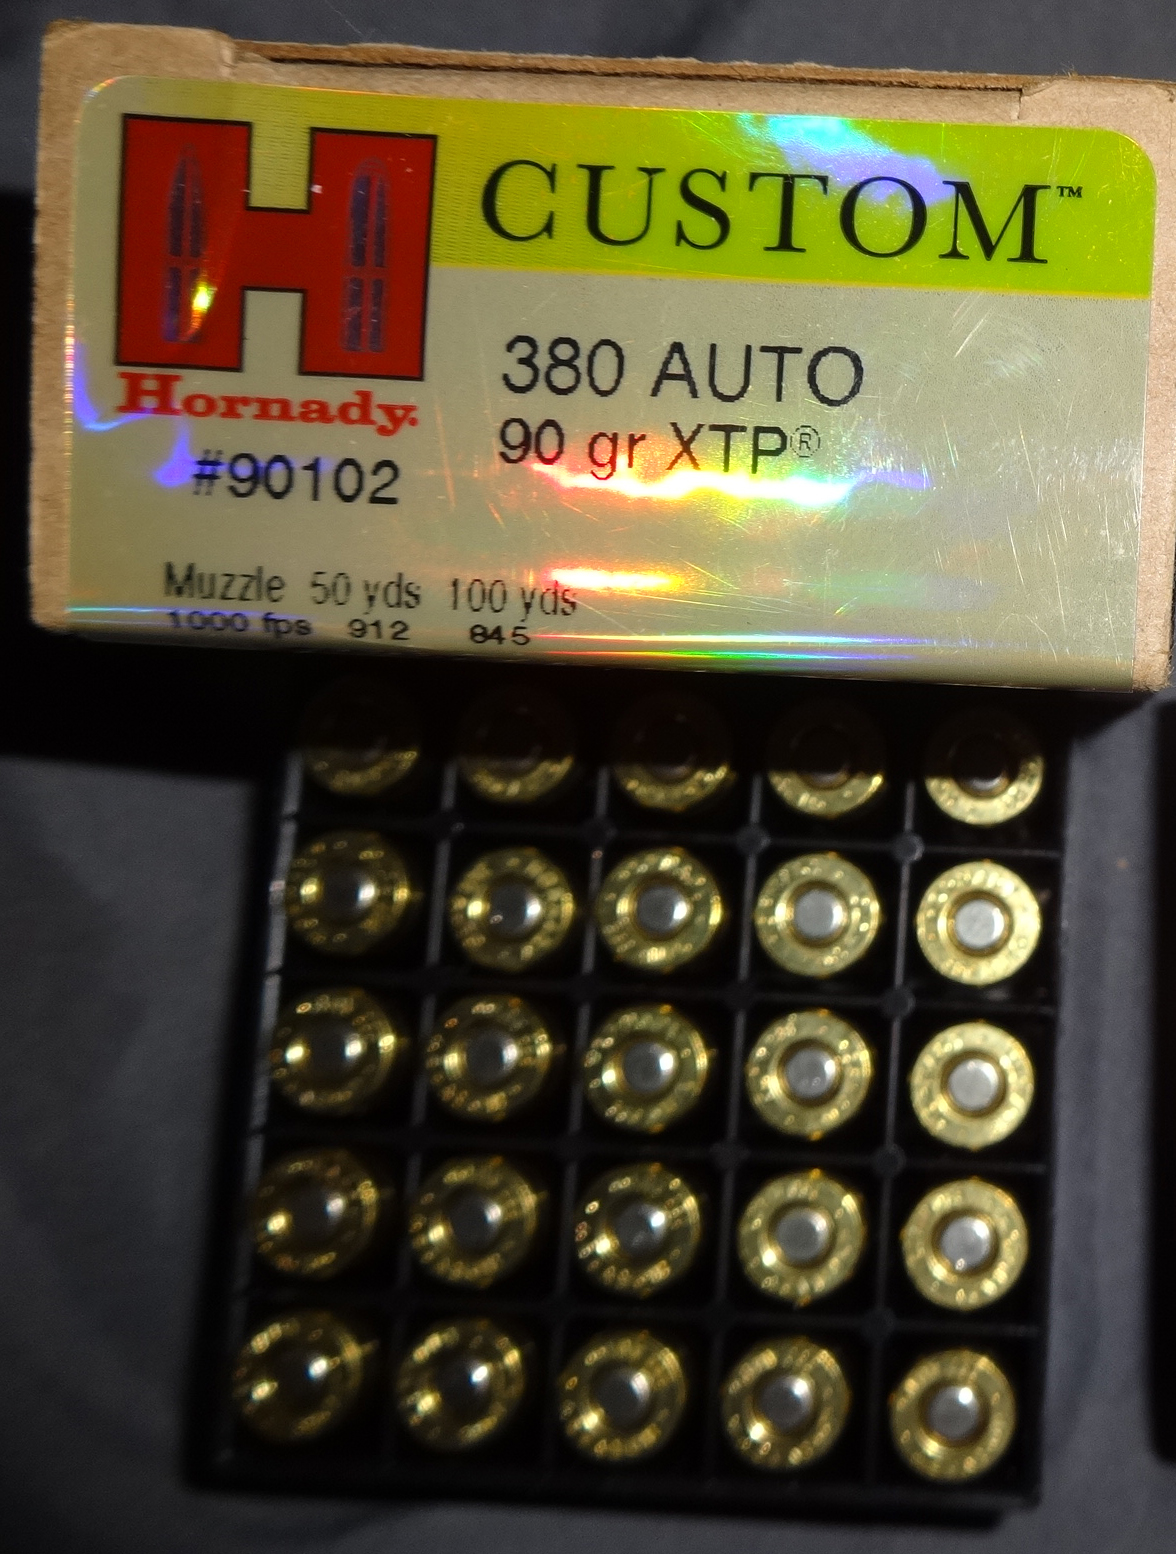 CUSTOM™
Hornady.
#90102
380 AUTO
90 gr XTP®
Muzzle 50 yds 100 yds
1000 fps 912 845